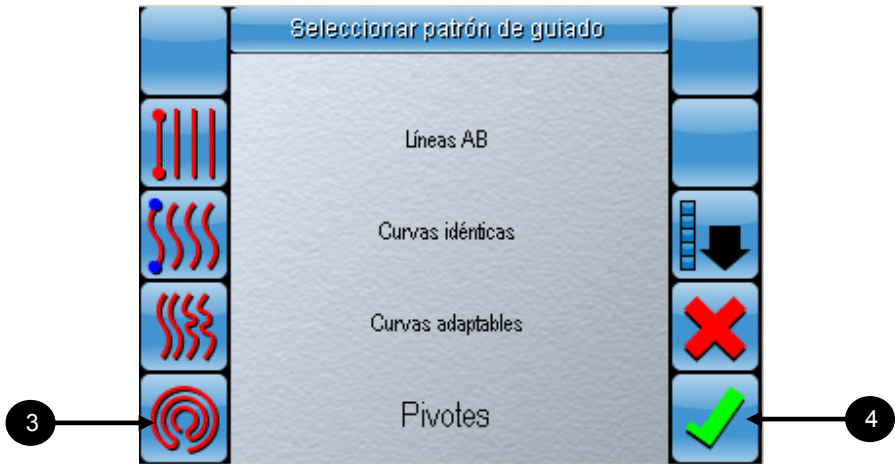 Seleccionar patrón de guiado
Líneas AB
Curvas idénticas
Curvas adaptables
3
Pivotes
4